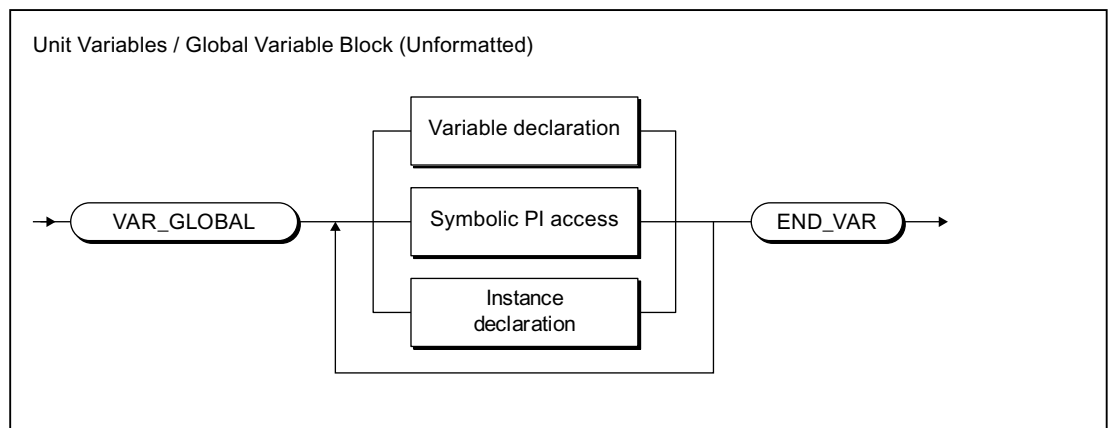 Unit Variables / Global Variable Block (Unformatted)
Variable declaration
VAR_GLOBAL
Symbolic PI access
END_VAR
Instance
declaration